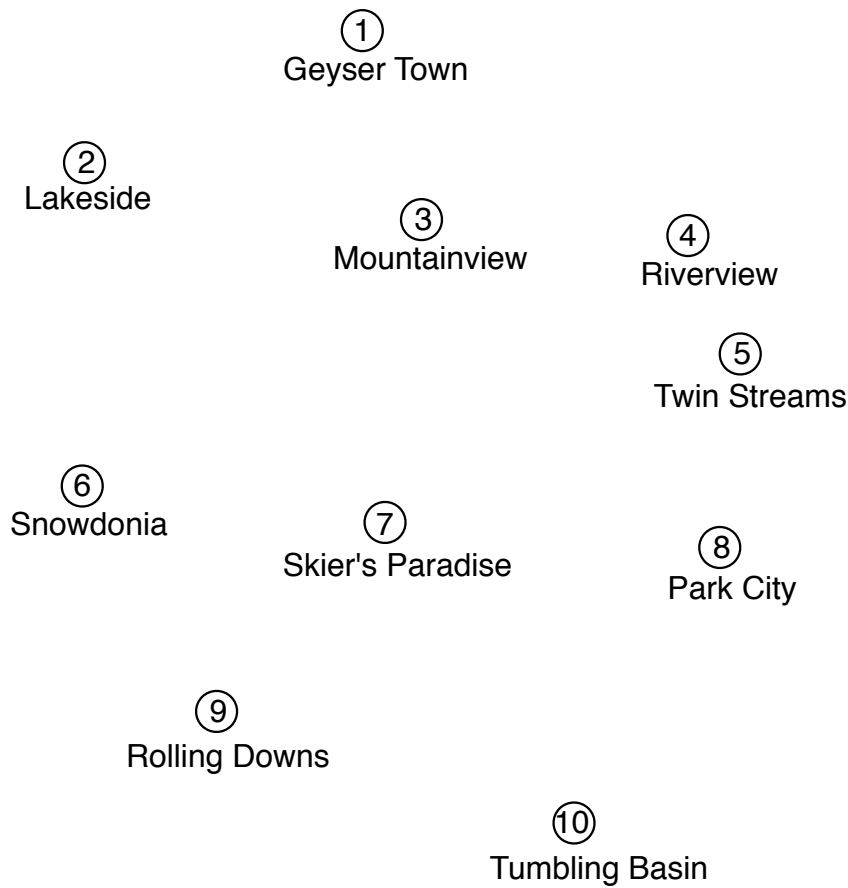 1
Geyser Town
2
Lakeside
3
Mountainview
4
Riverview
5
Twin Streams
6
Snowdonia
7
Skier's Paradise
8
Park City
9
Rolling Downs
10
Tumbling Basin